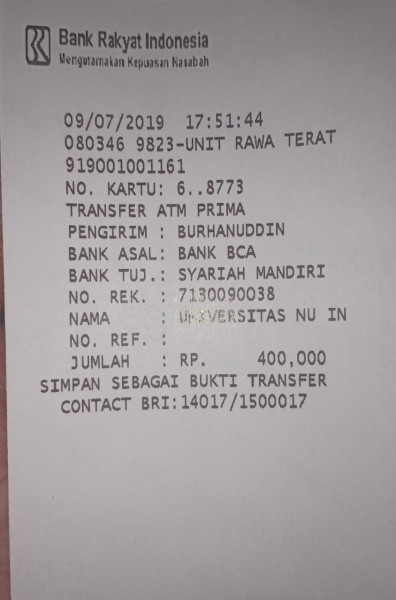 Bank Rakyat Indonesia
Mengutamakan Kepuasan Nasabah
09/07/2019 17:51:44
080346 9823-UNIT RAWA TERAT
919001001161
NO. KARTU: 6..8773
TRANSFER ATM PRIMA
PENGIRIM : BURHANUDDIN
BANK ASAL: BANK BCA
BANK TUJ.: SYARIAH MANDIRI
NO. REK. : 7130090038
NAMA : UNIVERSITAS NU IN
NO. REF. :
JUMLAH : RP. 400,000
SIMPAN SEBAGAI BUKTI TRANSFER
CONTACT BRI:14017/1500017